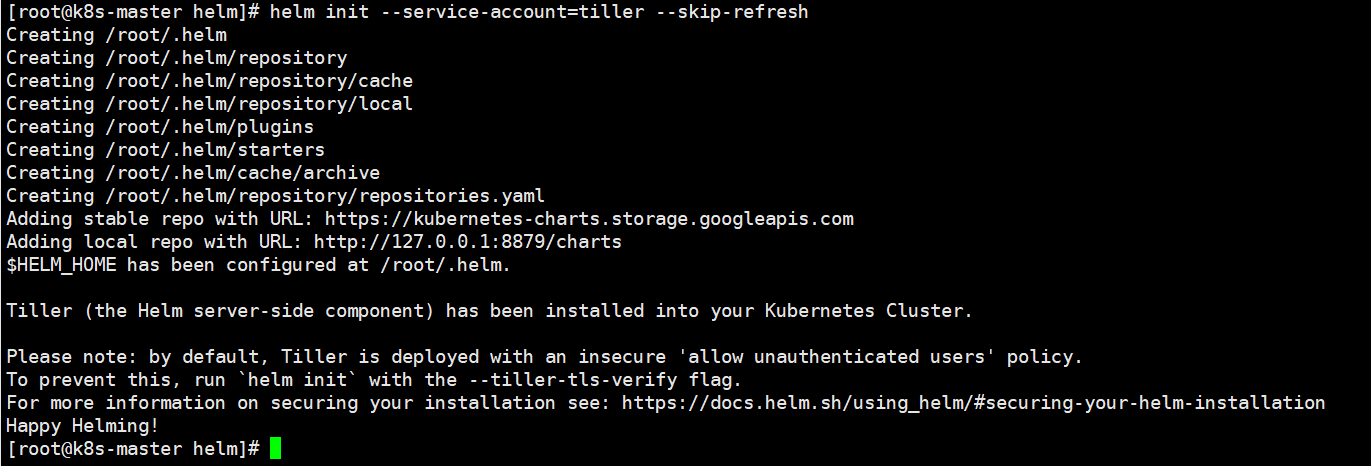 [root@k8s-master helm]# helm init --service-account=tiller --skip-refresh
Creating /root/.helm
Creating /root/.helm/repository
Creating /root/.helm/repository/cache
Creating /root/.helm/repository/local
Creating /root/.helm/plugins
Creating /root/.helm/starters
Creating /root/.helm/cache/archive
Creating /root/.helm/repository/repositories.yaml
Adding stable repo with URL: https://kubernetes-charts.storage.googleapis.com
Adding local repo with URL: http://127.0.0.1:8879/charts
$HELM_HOME has been configured at /root/.helm.

Tiller (the Helm server-side component) has been installed into your Kubernetes Cluster.

Please note: by default, Tiller is deployed with an insecure 'allow unauthenticated users' policy.
To prevent this, run `helm init` with the --tiller-tls-verify flag.
For more information on securing your installation see: https://docs.helm.sh/using_helm/#securing-your-helm-installation
Happy Helming!
[root@k8s-master helm]#